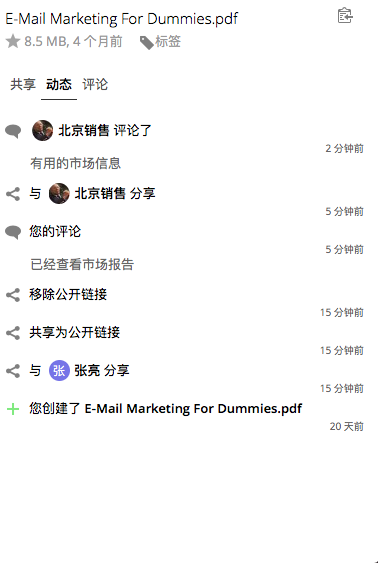 E-Mail Marketing For Dummies.pdf
8.5 MB, 4 个月前 标签
共享 动态 评论
北京销售 评论了
2 分钟前
有用的市场信息
与 北京销售 分享
5 分钟前
您的评论
5 分钟前
已经查看市场报告
移除公开链接
15 分钟前
共享为公开链接
15 分钟前
与 张 张亮 分享
15 分钟前
您创建了 E-Mail Marketing For Dummies.pdf
20 天前